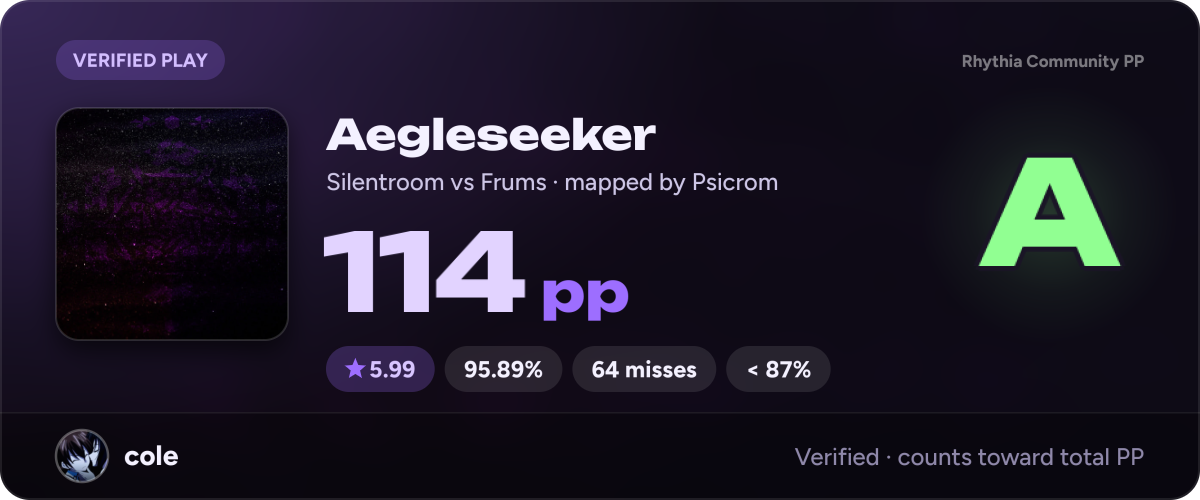 VERIFIED PLAY
Rhythia Community PP
Aegleseeker
Silentroom vs Frums · mapped by Psicrom
114 pp
A
★ 5.99
95.89%
64 misses
< 87%
cole
Verified · counts toward total PP